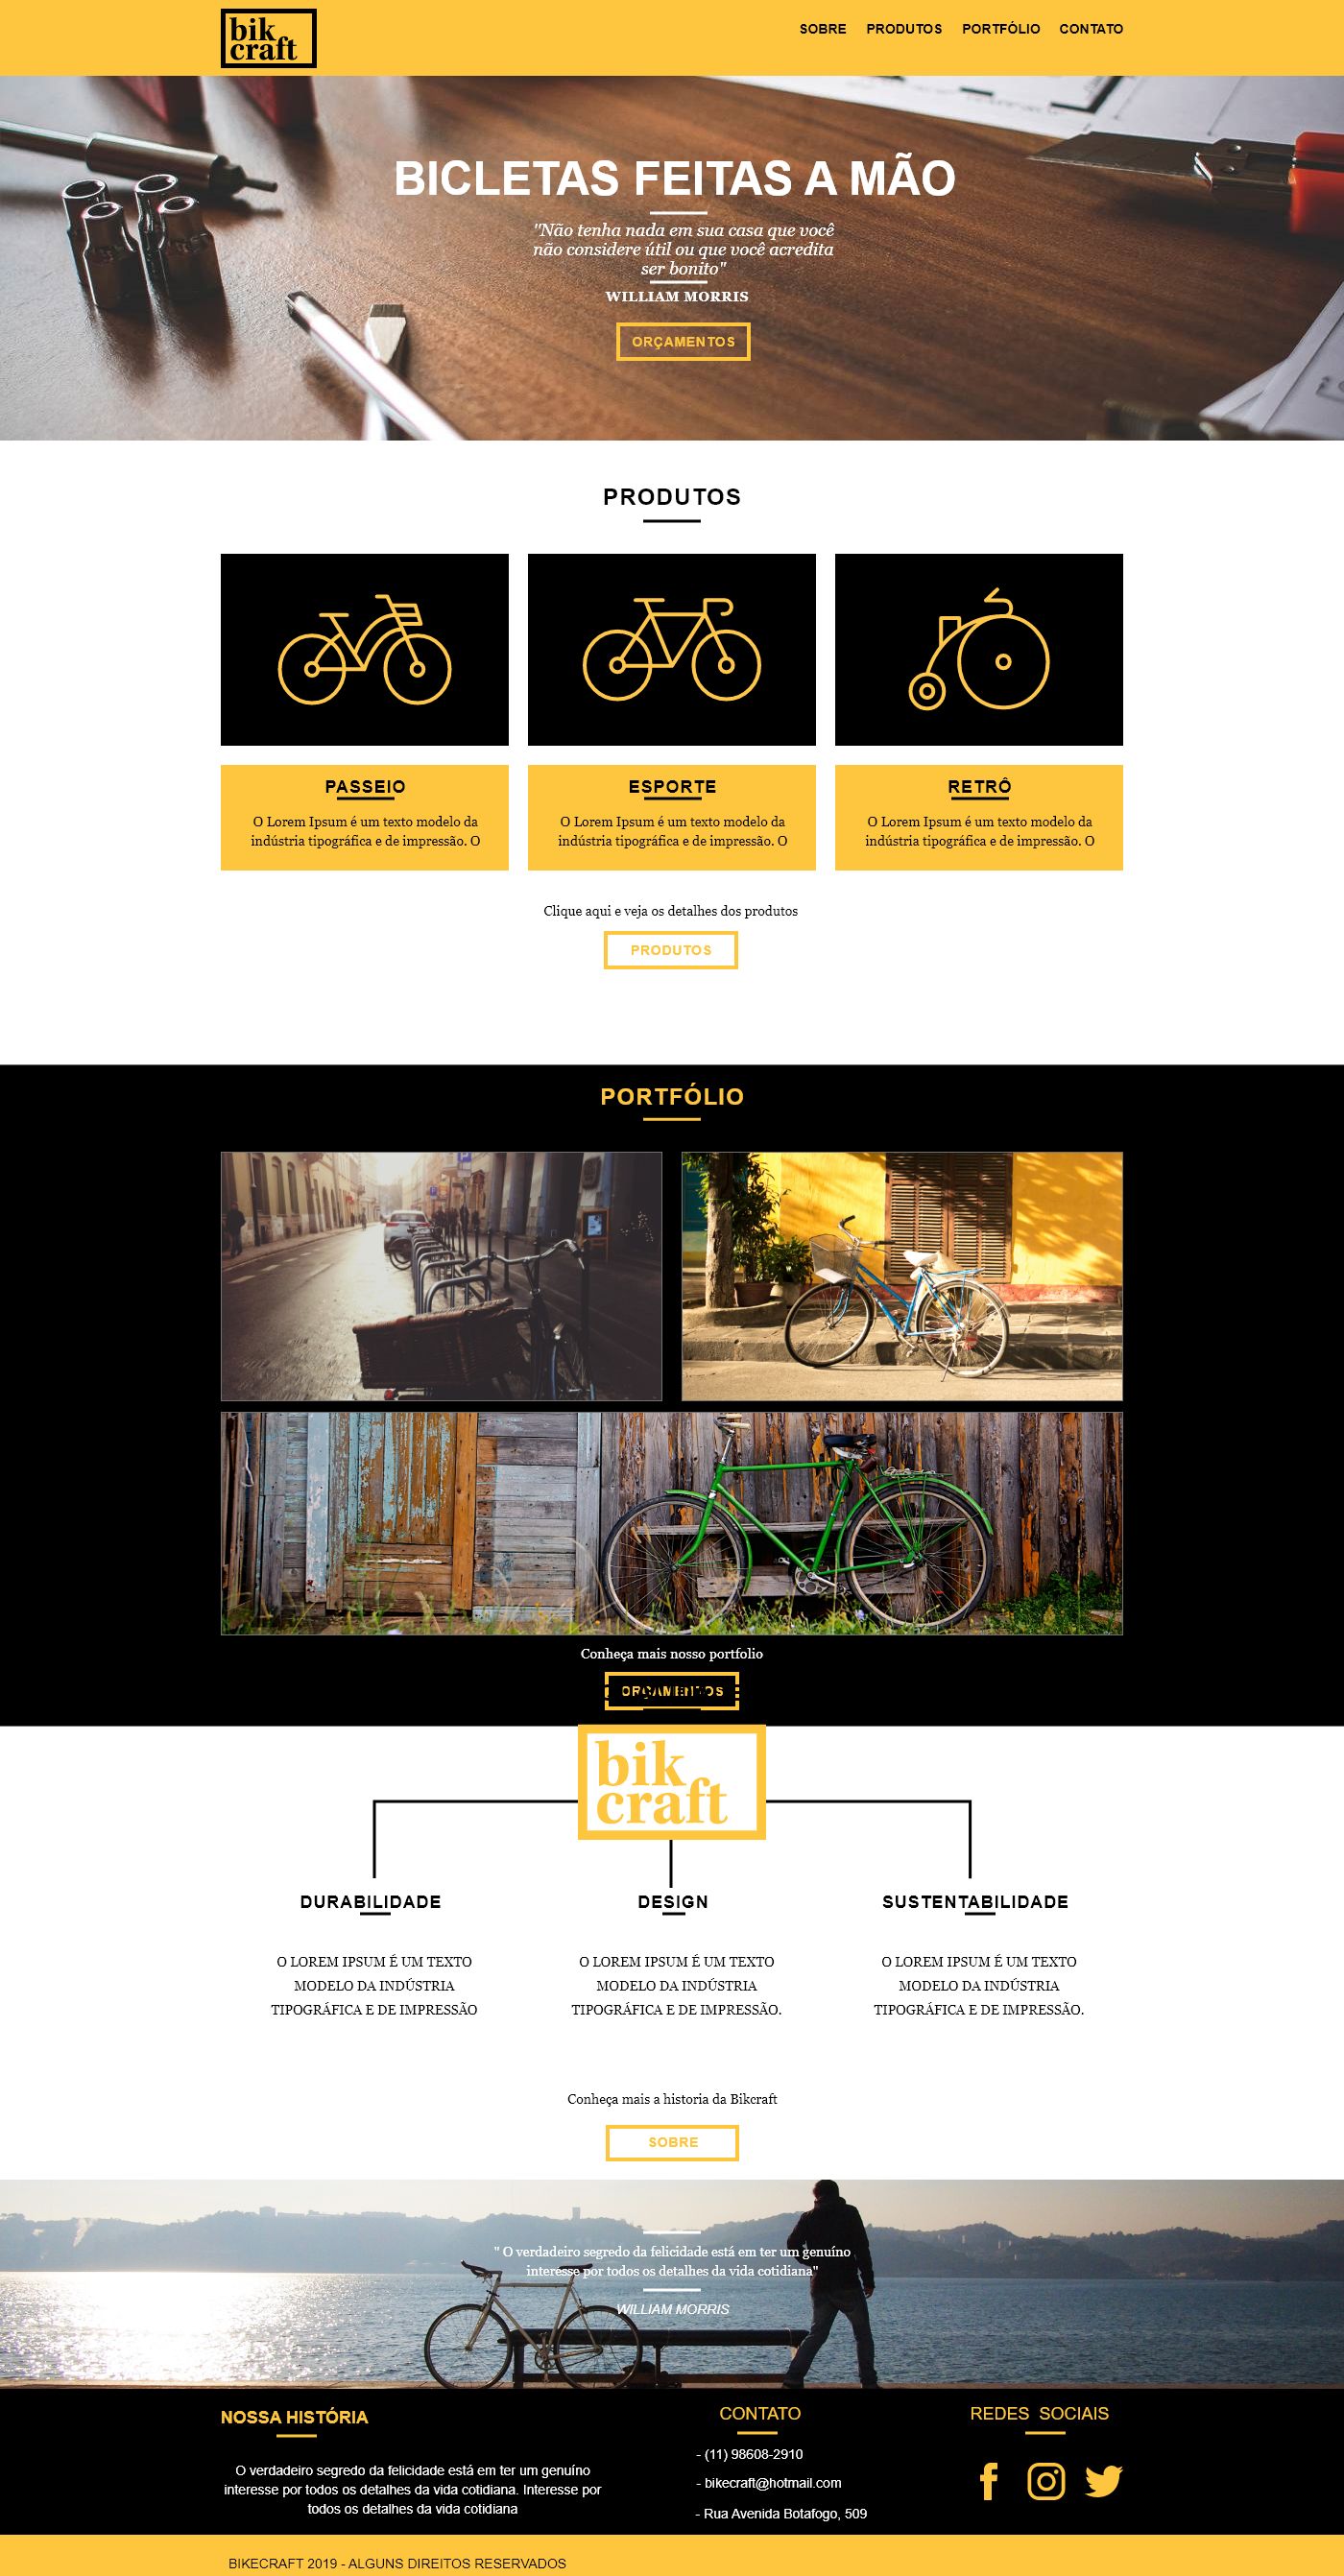 bik
craft
SOBRE PRODUTOS PORTFÓLIO CONTATO
BICLETAS FEITAS A MÃO
"Não tenha nada em sua casa que você
não considere útil ou que você acredita
ser bonito"
WILLIAM MORRIS
ORÇAMENTOS
PRODUTOS
PASSEIO
O Lorem Ipsum é um texto modelo da
indústria tipográfica e de impressão. O
ESPORTE
O Lorem Ipsum é um texto modelo da
indústria tipográfica e de impressão. O
RETRÔ
O Lorem Ipsum é um texto modelo da
indústria tipográfica e de impressão. O
Clique aqui e veja os detalhes dos produtos
PRODUTOS
PORTFÓLIO
Conheça mais nosso portfolio
ORÇAMENTOS
bik
craft
DURABILIDADE
O LOREM IPSUM É UM TEXTO
MODELO DA INDÚSTRIA
TIPOGRÁFICA E DE IMPRESSÃO
DESIGN
O LOREM IPSUM É UM TEXTO
MODELO DA INDÚSTRIA
TIPOGRÁFICA E DE IMPRESSÃO.
SUSTENTABILIDADE
O LOREM IPSUM É UM TEXTO
MODELO DA INDÚSTRIA
TIPOGRÁFICA E DE IMPRESSÃO.
Conheça mais a historia da Bikcraft
SOBRE
" O verdadeiro segredo da felicidade está em ter um genuíno
interesse por todos os detalhes da vida cotidiana"
WILLIAM MORRIS
NOSSA HISTÓRIA
O verdadeiro segredo da felicidade está em ter um genuíno
interesse por todos os detalhes da vida cotidiana. Interesse por
todos os detalhes da vida cotidiana
CONTATO
- (11) 98608-2910
- bikecraft@hotmail.com
- Rua Avenida Botafogo, 509
REDES SOCIAIS
BIKECRAFT 2019 - ALGUNS DIREITOS RESERVADOS